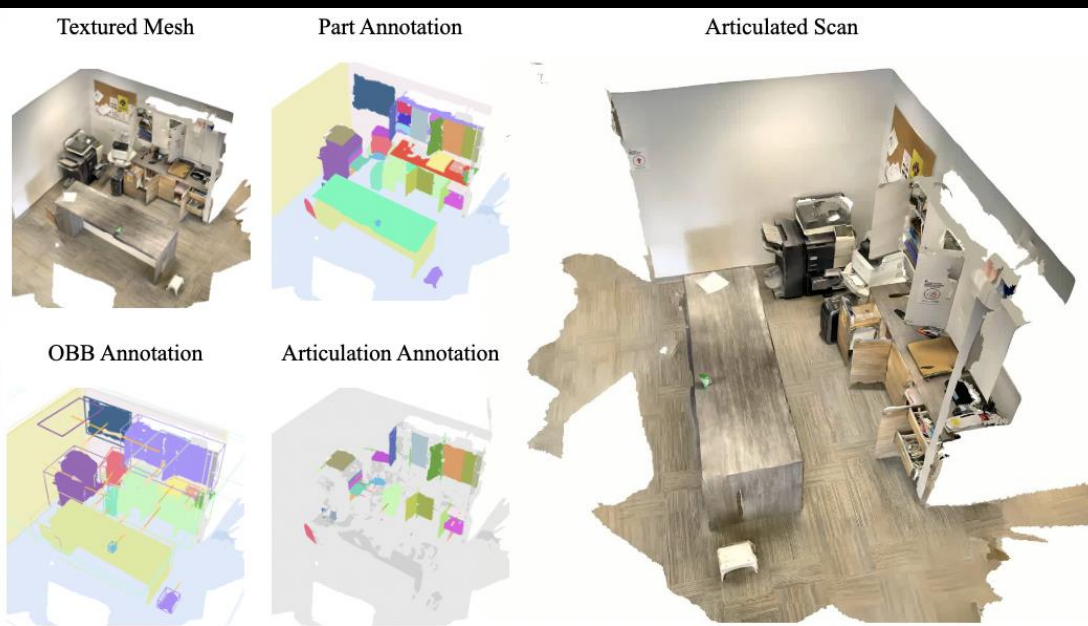 Textured Mesh
Part Annotation
Articulated Scan
OBB Annotation
Articulation Annotation